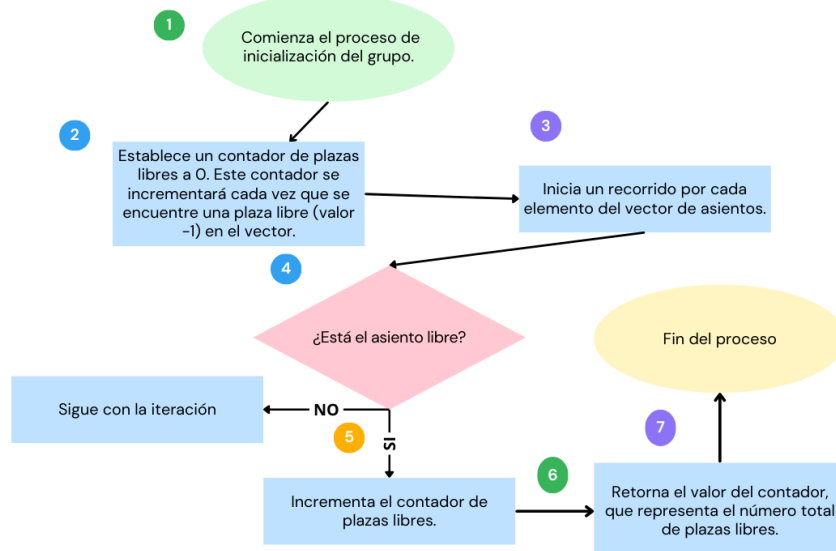 1
Comienza el proceso de
inicialización del grupo.
2
Establece un contador de plazas
libres a 0. Este contador se
incrementará cada vez que se
encuentre una plaza libre (valor
-1) en el vector.
3
Inicia un recorrido por cada
elemento del vector de asientos.
4
¿Está el asiento libre?
Fin del proceso
Sigue con la iteración
NO
5
SI
Incrementa el contador de
plazas libres.
6
7
Retorna el valor del contador,
que representa el número total
de plazas libres.